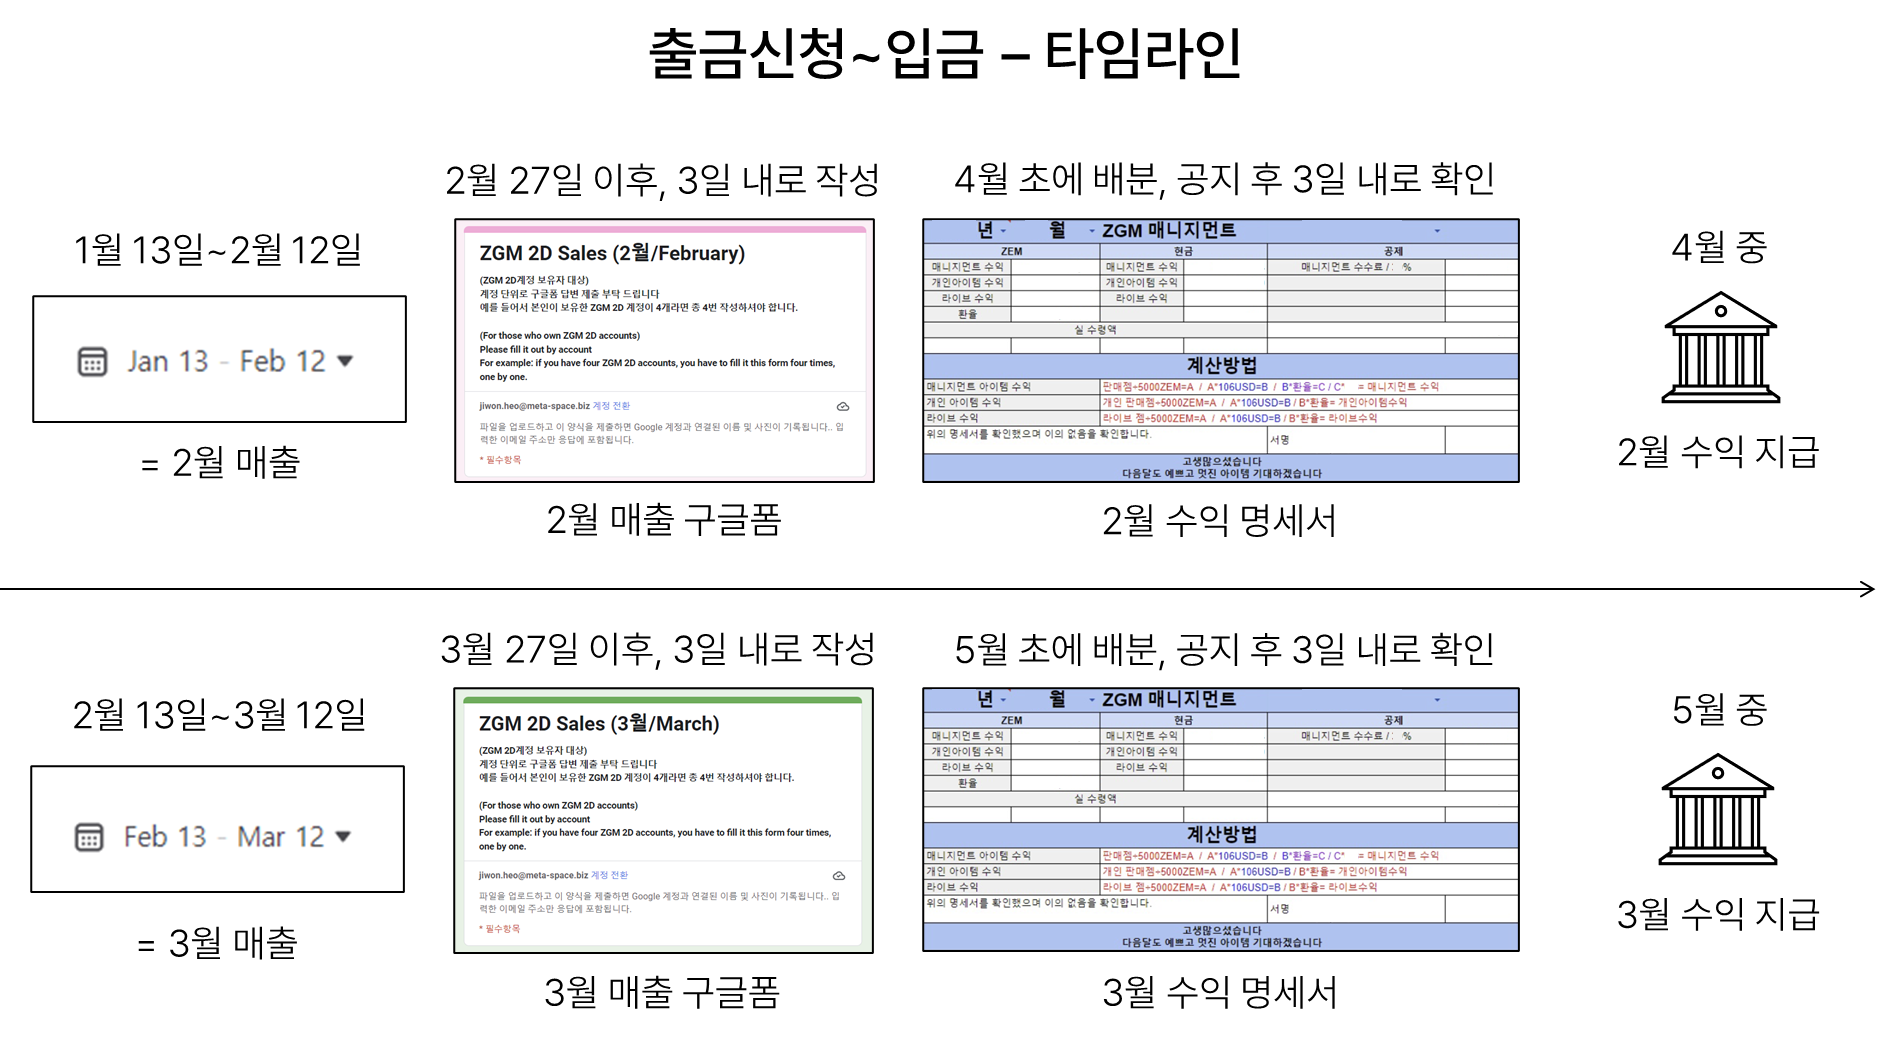 출금신청~입금 – 타임라인
1월 13일~2월 12일
Jan 13 - Feb 12
= 2월 매출
2월 27일 이후, 3일 내로 작성
ZGM 2D Sales (2월/February)
(ZGM 2D계정 보유자 대상)
계정 단위로 구글폼 답변 제출 부탁 드립니다
예를 들어서 본인이 보유한 ZGM 2D 계정이 4개라면 총 4번 작성하셔야 합니다.
(For those who own ZGM 2D accounts)
Please fill it out by account
For example: if you have four ZGM 2D accounts, you have to fill it this form four times,
one by one.
jiwon.heo@meta-space.biz 계정 전환
파일을 업로드하고 이 양식을 제출하면 Google 계정과 연결된 이름 및 사진이 기록됩니다.. 입
력한 이메일 주소만 응답에 포함됩니다.
* 필수항목
2월 매출 구글폼
4월 초에 배분, 공지 후 3일 내로 확인
년 월 ZGM 매니지먼트
ZEM 현금 공제
매니지먼트 수익 매니지먼트 수익 매니지먼트 수수료 / : %
개인아이템 수익 개인아이템 수익
라이브 수익 라이브 수익
환율
실 수령액
계산방법
매니지먼트 아이템 수익 판매젬÷5000ZEM=A / A*106USD=B / B*환율=C / C* = 매니지먼트 수익
개인 아이템 수익 개인 판매젬÷5000ZEM=A / A*106USD=B / B*환율= 개인아이템수익
라이브 수익 라이브 젬÷5000ZEM=A / A*106USD=B / B*환율= 라이브수익
위의 명세서를 확인했으며 이의 없음을 확인합니다. 서명
고생많으셨습니다
다음달도 예쁘고 멋진 아이템 기대하겠습니다
2월 수익 명세서
4월 중
2월 수익 지급
2월 13일~3월 12일
Feb 13 - Mar 12
= 3월 매출
3월 27일 이후, 3일 내로 작성
ZGM 2D Sales (3월/March)
(ZGM 2D계정 보유자 대상)
계정 단위로 구글폼 답변 제출 부탁 드립니다
예를 들어서 본인이 보유한 ZGM 2D 계정이 4개라면 총 4번 작성하셔야 합니다.
(For those who own ZGM 2D accounts)
Please fill it out by account
For example: if you have four ZGM 2D accounts, you have to fill it this form four times,
one by one.
jiwon.heo@meta-space.biz 계정 전환
파일을 업로드하고 이 양식을 제출하면 Google 계정과 연결된 이름 및 사진이 기록됩니다.. 입
력한 이메일 주소만 응답에 포함됩니다.
* 필수항목
3월 매출 구글폼
5월 초에 배분, 공지 후 3일 내로 확인
년 월 ZGM 매니지먼트
ZEM 현금 공제
매니지먼트 수익 매니지먼트 수익 매니지먼트 수수료 / : %
개인아이템 수익 개인아이템 수익
라이브 수익 라이브 수익
환율
실 수령액
계산방법
매니지먼트 아이템 수익 판매젬÷5000ZEM=A / A*106USD=B / B*환율=C / C* = 매니지먼트 수익
개인 아이템 수익 개인 판매젬÷5000ZEM=A / A*106USD=B / B*환율= 개인아이템수익
라이브 수익 라이브 젬÷5000ZEM=A / A*106USD=B / B*환율= 라이브수익
위의 명세서를 확인했으며 이의 없음을 확인합니다. 서명
고생많으셨습니다
다음달도 예쁘고 멋진 아이템 기대하겠습니다
3월 수익 명세서
5월 중
3월 수익 지급